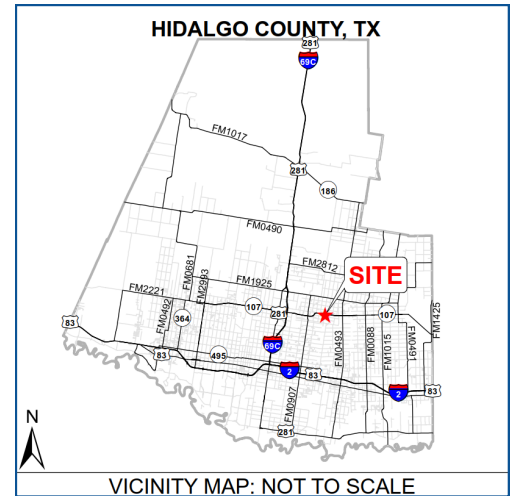 HIDALGO COUNTY, TX
281
69C
FM1017
281
186
FM0490
FM2812
SITE
FM0681
FM2993
FM1925
FM2221
FM0492
107
281
107
FM1425
83
364
69C
FM0493
FM0088
FM1015
FM0491
83
495
2
83
83
2
FM0907
281
N
VICINITY MAP: NOT TO SCALE